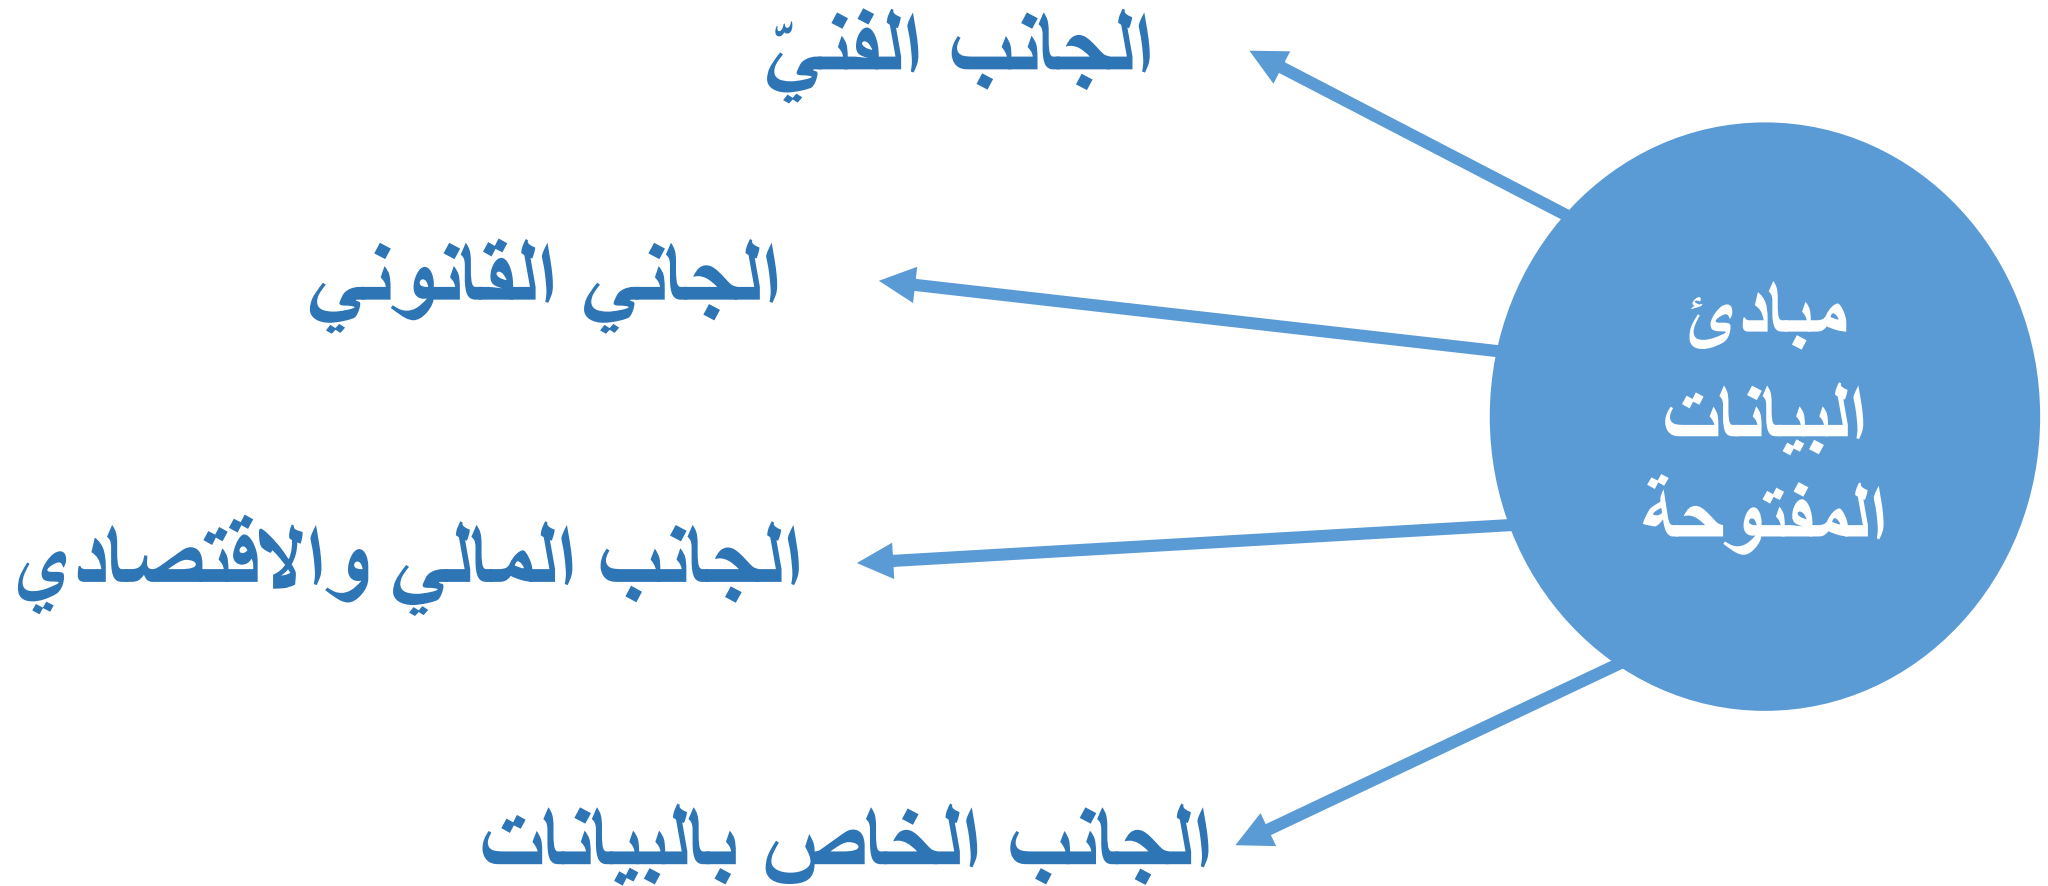 الجانب الفنيّ
الجاني القانوني
مبادئ
البيانات
المفتوحة
الجانب المالي والاقتصادي
الجانب الخاص بالبيانات